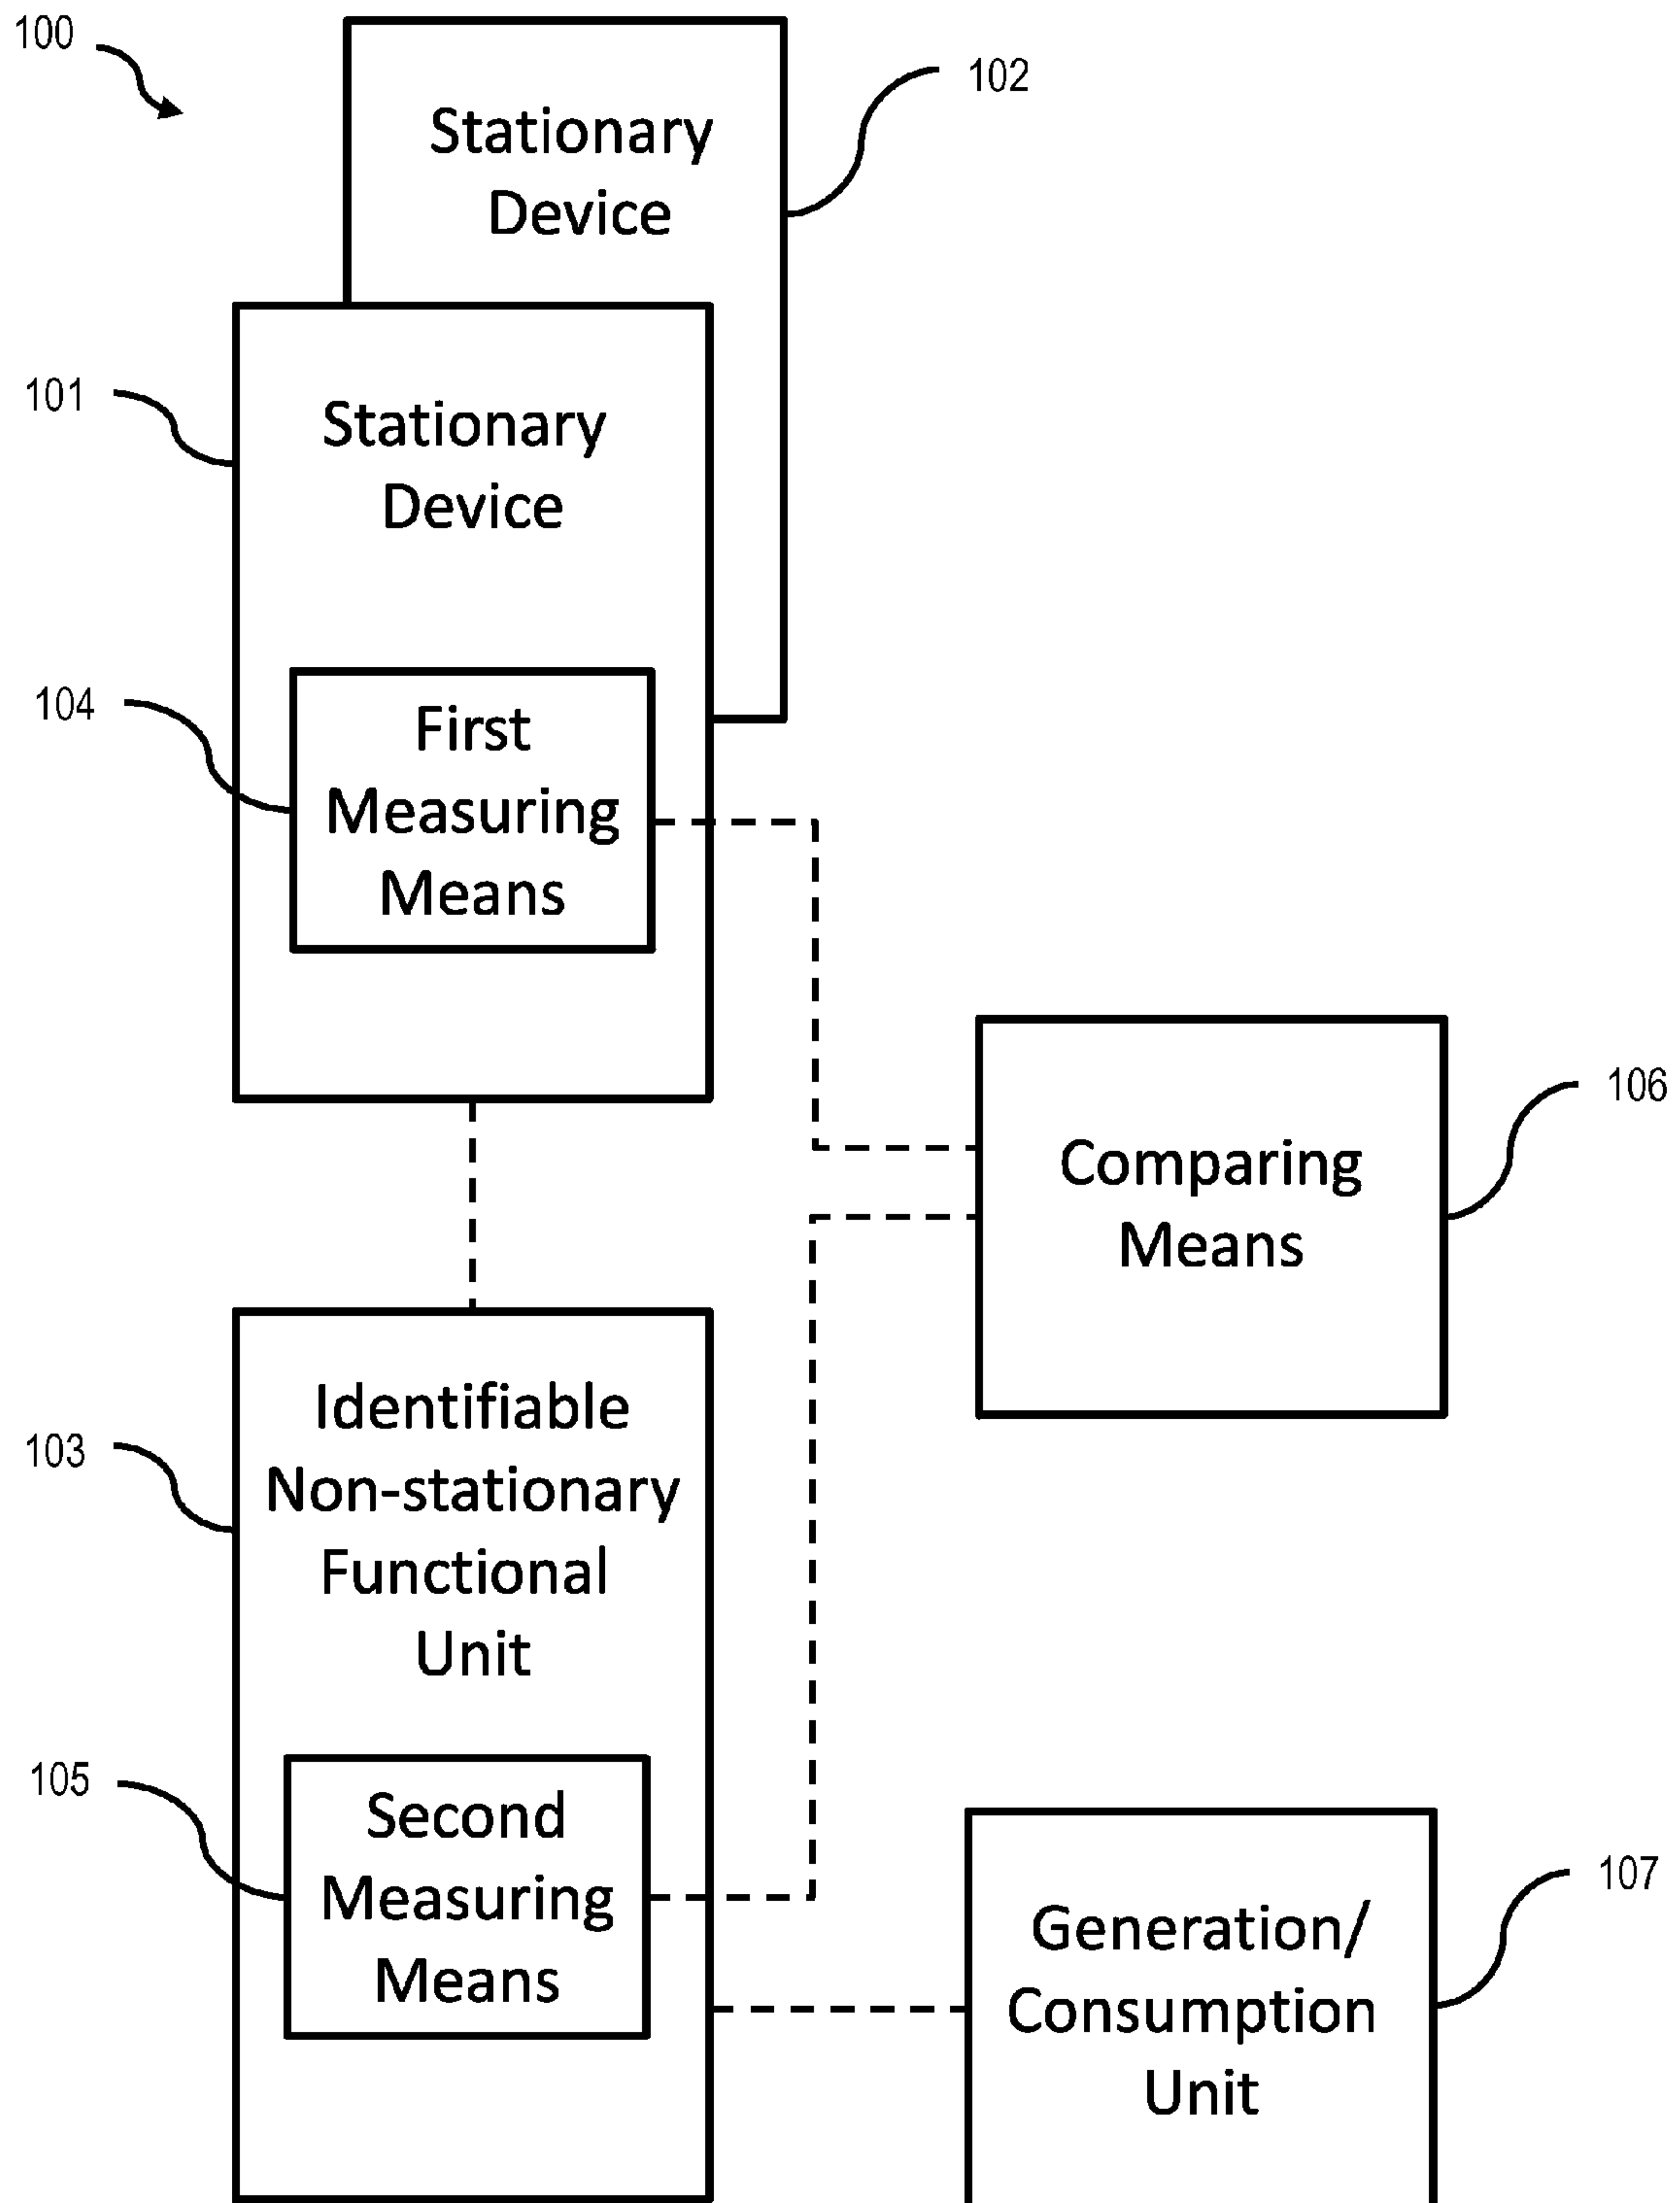 100
102
Stationary
Device
101
Stationary
Device
104
First
Measuring
Means
106
Comparing
Means
103
Identifiable
Non-stationary
Functional
Unit
105
Second
Measuring
Means
107
Generation/
Consumption
Unit